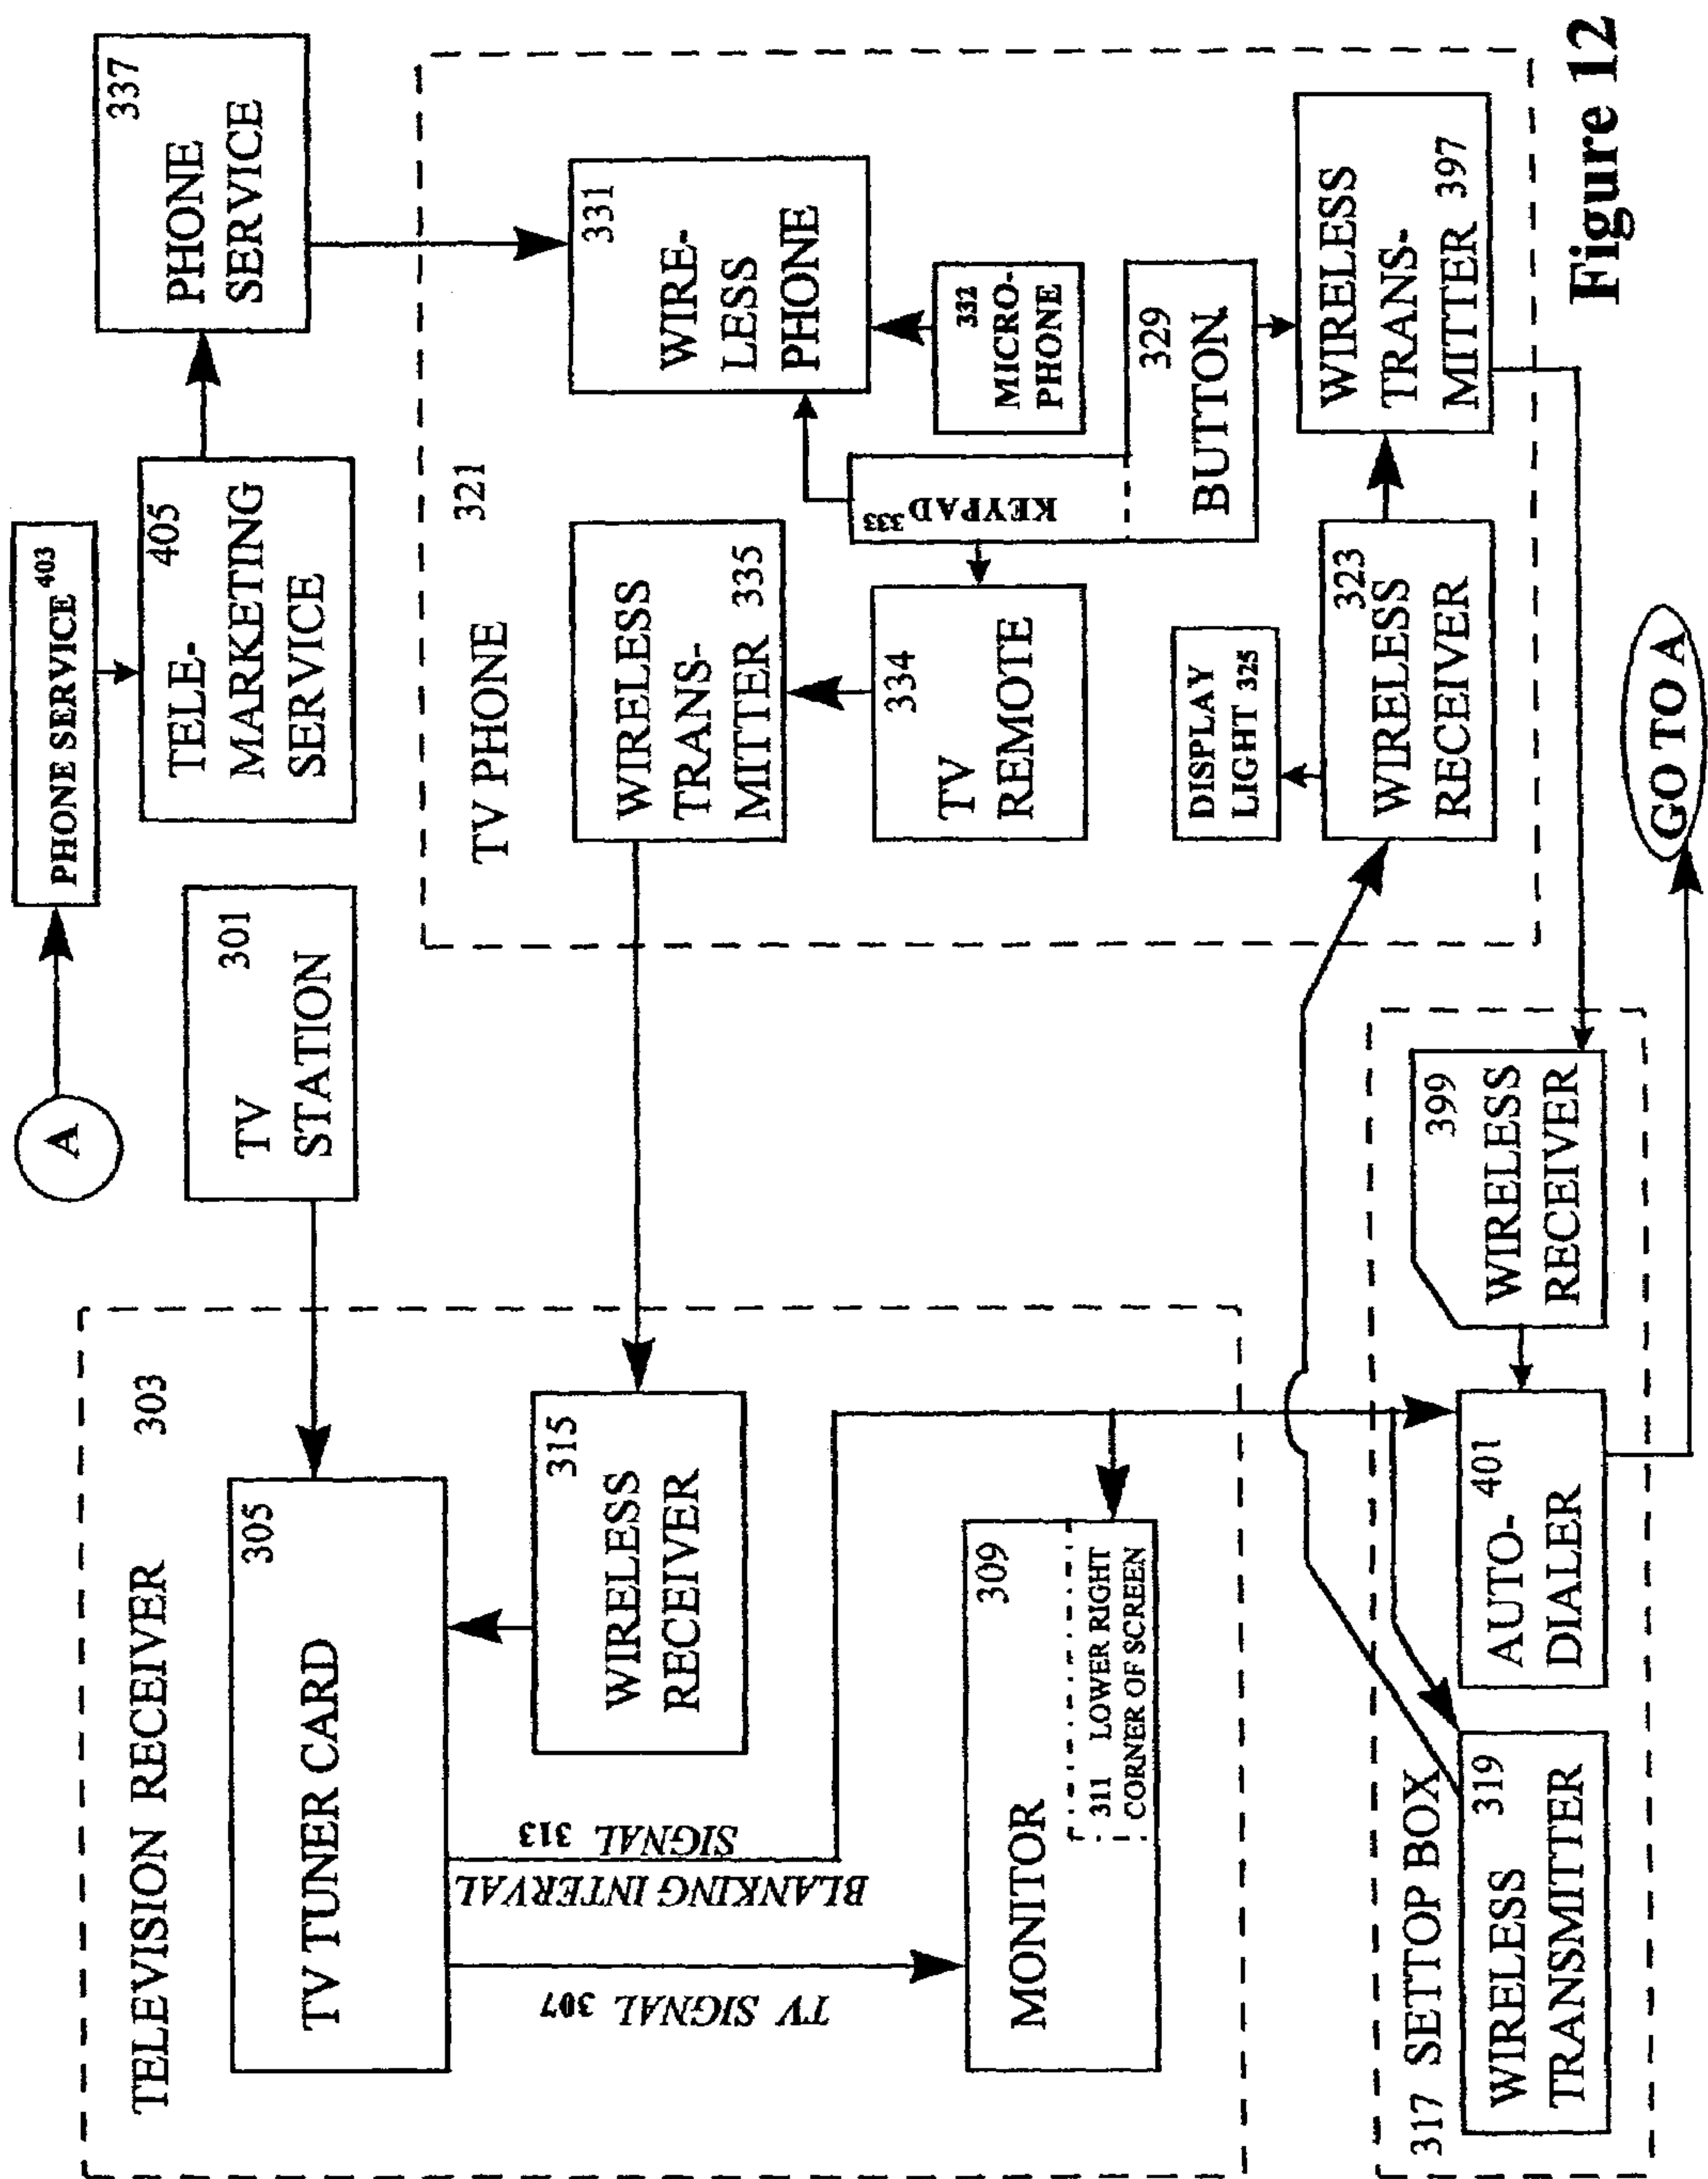 A
PHONE SERVICE 403
405
TELE-
MARKETING
SERVICE
337
PHONE
SERVICE
TV 301
STATION
TELEVISION RECEIVER 303
305
TV TUNER CARD
315
WIRELESS
RECEIVER
TV SIGNAL 307
BLANKING INTERVAL
SIGNAL 313
309
MONITOR
311 LOWER RIGHT
CORNER OF SCREEN
TV PHONE 321
WIRELESS
TRANS-
MITTER 335
331
WIRE-
LESS
PHONE
334
TV
REMOTE
KEYPAD 333
332
MICRO-
PHONE
329
BUTTON
DISPLAY
LIGHT 325
323
WIRELESS
RECEIVER
WIRELESS
TRANS-
MITTER 397
317 SETTOP BOX
319
WIRELESS
TRANSMITTER
401
AUTO-
DIALER
399
WIRELESS
RECEIVER
GO TO A
Figure 12